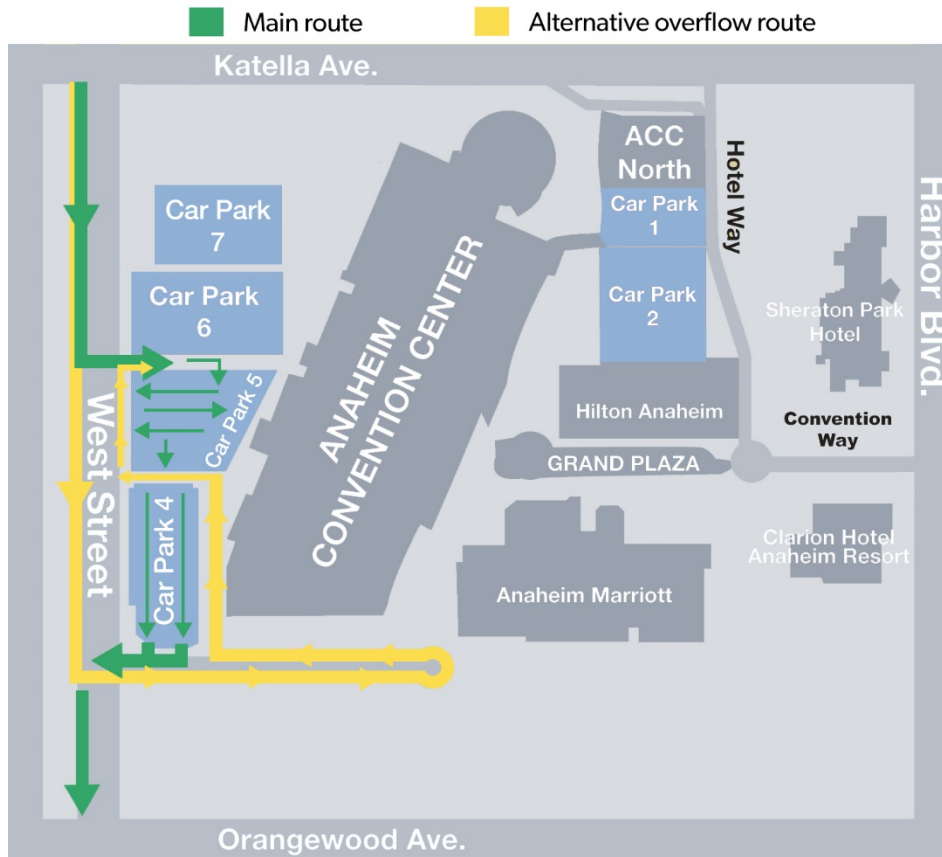 Main route
Alternative overflow route
Katella Ave.
ACC
North
Hotel Way
Harbor Blvd.
Car Park
7
Car Park
1
Car Park
6
Car Park
2
ANAHEIM
CONVENTION CENTER
Sheraton Park
Hotel
Car Park 5
West Street
Hilton Anaheim
Convention
Way
GRAND PLAZA
Car Park 4
Clarion Hotel
Anaheim Resort
Anaheim Marriott
Orangewood Ave.